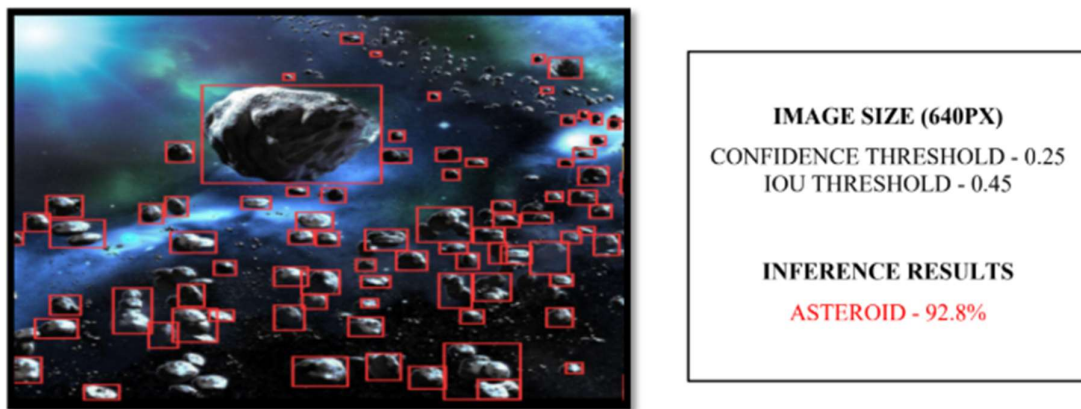 IMAGE SIZE (640PX)
CONFIDENCE THRESHOLD - 0.25
IOU THRESHOLD - 0.45
INFERENCE RESULTS
ASTEROID - 92.8%